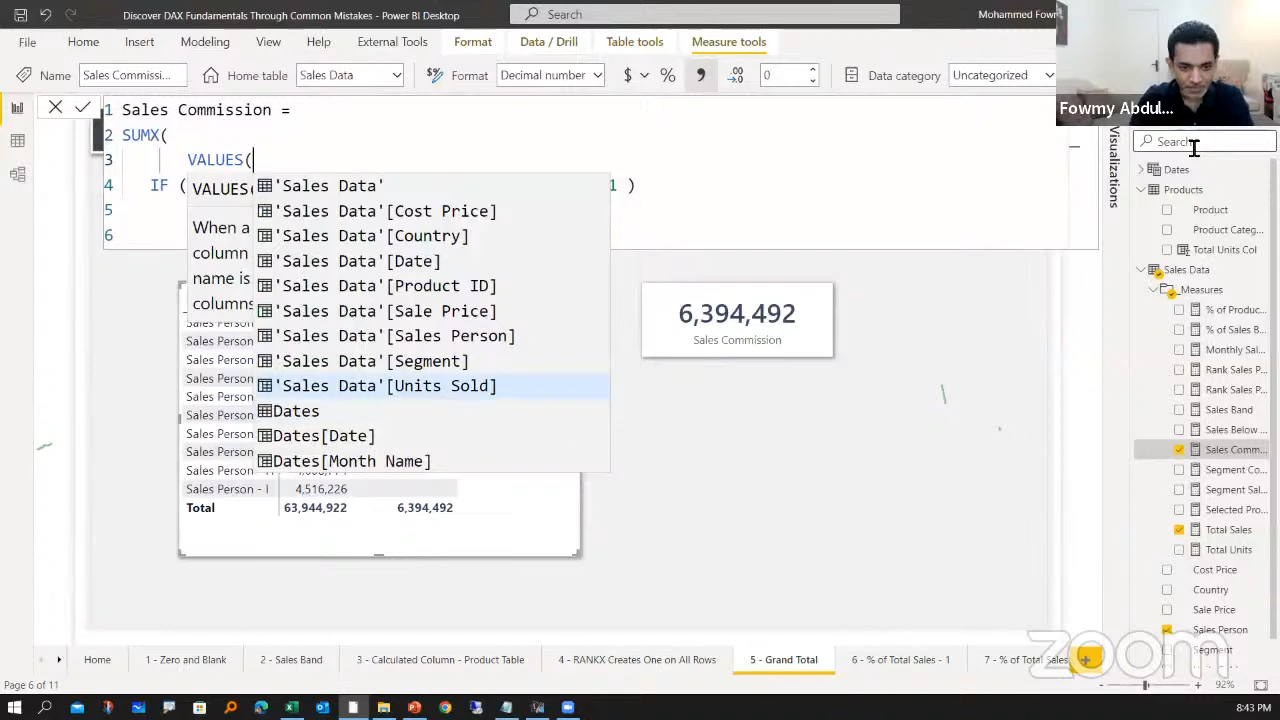 Discover DAX Fundamentals Through Common Mistakes - Power BI Desktop
Search
Mohammed Fow
File Home Insert Modeling View Help External Tools Format Data / Drill Table tools Measure tools
Name Sales Commissi... Home table Sales Data Format Decimal number $ % , .00 0 Data category Uncategorized
Fowmy Abdul...
1 Sales Commission =
2 SUMX(
3 VALUES(
4 IF ( 1 )
5
6
VALUES(
When a
column
name is
columns
'Sales Data'
'Sales Data'[Cost Price]
'Sales Data'[Country]
'Sales Data'[Date]
'Sales Data'[Product ID]
'Sales Data'[Sale Price]
'Sales Data'[Sales Person]
'Sales Data'[Segment]
'Sales Data'[Units Sold]
Dates
Dates[Date]
Dates[Month Name]
Sales Person
Sales Person
Sales Person
Sales Person
Sales Person
Sales Person
Sales Person
Sales Person
Sales Person
Sales Person - I 4,516,226
Total 63,944,922 6,394,492
6,394,492
Sales Commission
Visualizations
Search
Dates
Products
Product
Product Categ...
Total Units Col
Sales Data
_Measures
% of Produc...
% of Sales B...
Monthly Sal...
Rank Sales P...
Rank Sales P...
Sales Band
Sales Below ...
Sales Comm...
Segment Co...
Segment Sal...
Selected Pro...
Total Sales
Total Units
Cost Price
Country
Sale Price
Sales Person
Segment
zoom
Home 1 - Zero and Blank 2 - Sales Band 3 - Calculated Column - Product Table 4 - RANKX Creates One on All Rows 5 - Grand Total 6 - % of Total Sales - 1 7 - % of Total Sales
Page 6 of 11
92%
8:43 PM